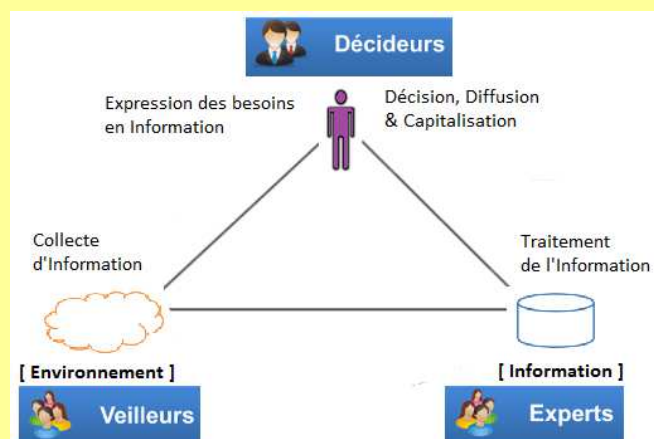 Décideurs
Expression des besoins
en Information
Décision, Diffusion
& Capitalisation
Collecte
d'Information
Traitement
de l'Information
[ Environnement ]
[ Information ]
Veilleurs
Experts